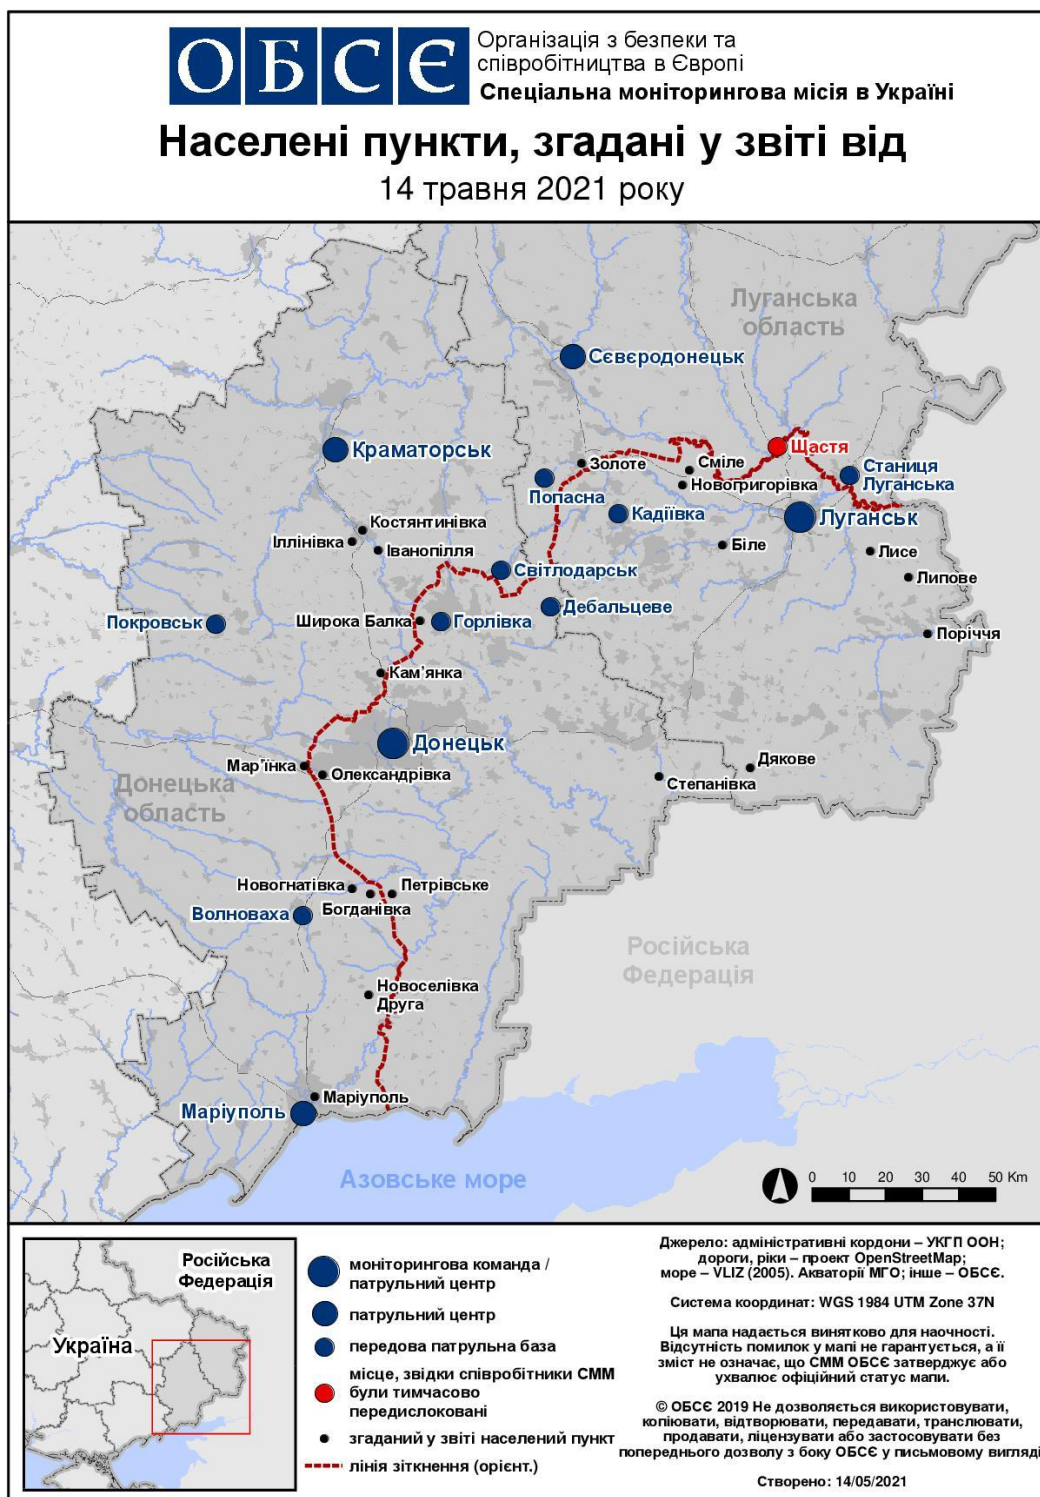 ОБСЄ
Організація з безпеки та
співробітництва в Європі
Спеціальна моніторингова місія в Україні
Населені пункти, згадані у звіті від
14 травня 2021 року
Луганська
область
Сєвєродонецьк
Краматорськ
Щастя
Золоте
Сміле
Станиця
Луганська
Попасна
Новогригорівка
Кадіївка
Луганськ
Костянтинівка
Іллінівка
Іванопілля
Біле
Лисе
Світлодарськ
Липове
Дебальцеве
Покровськ
Широка Балка
Горлівка
Поріччя
Кам'янка
Донецьк
Мар'їнка
Олександрівка
Дякове
Степанівка
Донецька
область
Новогнатівка
Петрівське
Богданівка
Волноваха
Російська
Федерація
Новоселівка
Друга
Маріуполь
Маріуполь
Азовське море
0 10 20 30 40 50 Km
Російська
Федерація
Україна
моніторингова команда /
патрульний центр
патрульний центр
передова патрульна база
місце, звідки співробітники СММ
були тимчасово
передислоковані
згаданий у звіті населений пункт
лінія зіткнення (орієнт.)
Джерело: адміністративні кордони – УКГП ООН;
дороги, ріки – проект OpenStreetMap;
море – VLIZ (2005). Акваторії МГО; інше – ОБСЄ.
Система координат: WGS 1984 UTM Zone 37N
Ця мапа надається винятково для наочності.
Відсутність помилок у мапі не гарантується, а її
зміст не означає, що СММ ОБСЄ затверджує або
ухвалює офіційний статус мапи.
© ОБСЄ 2019 Не дозволяється використовувати,
копіювати, відтворювати, передавати, транслювати,
продавати, ліцензувати або застосовувати без
попереднього дозволу з боку ОБСЄ у письмовому вигляді
Створено: 14/05/2021